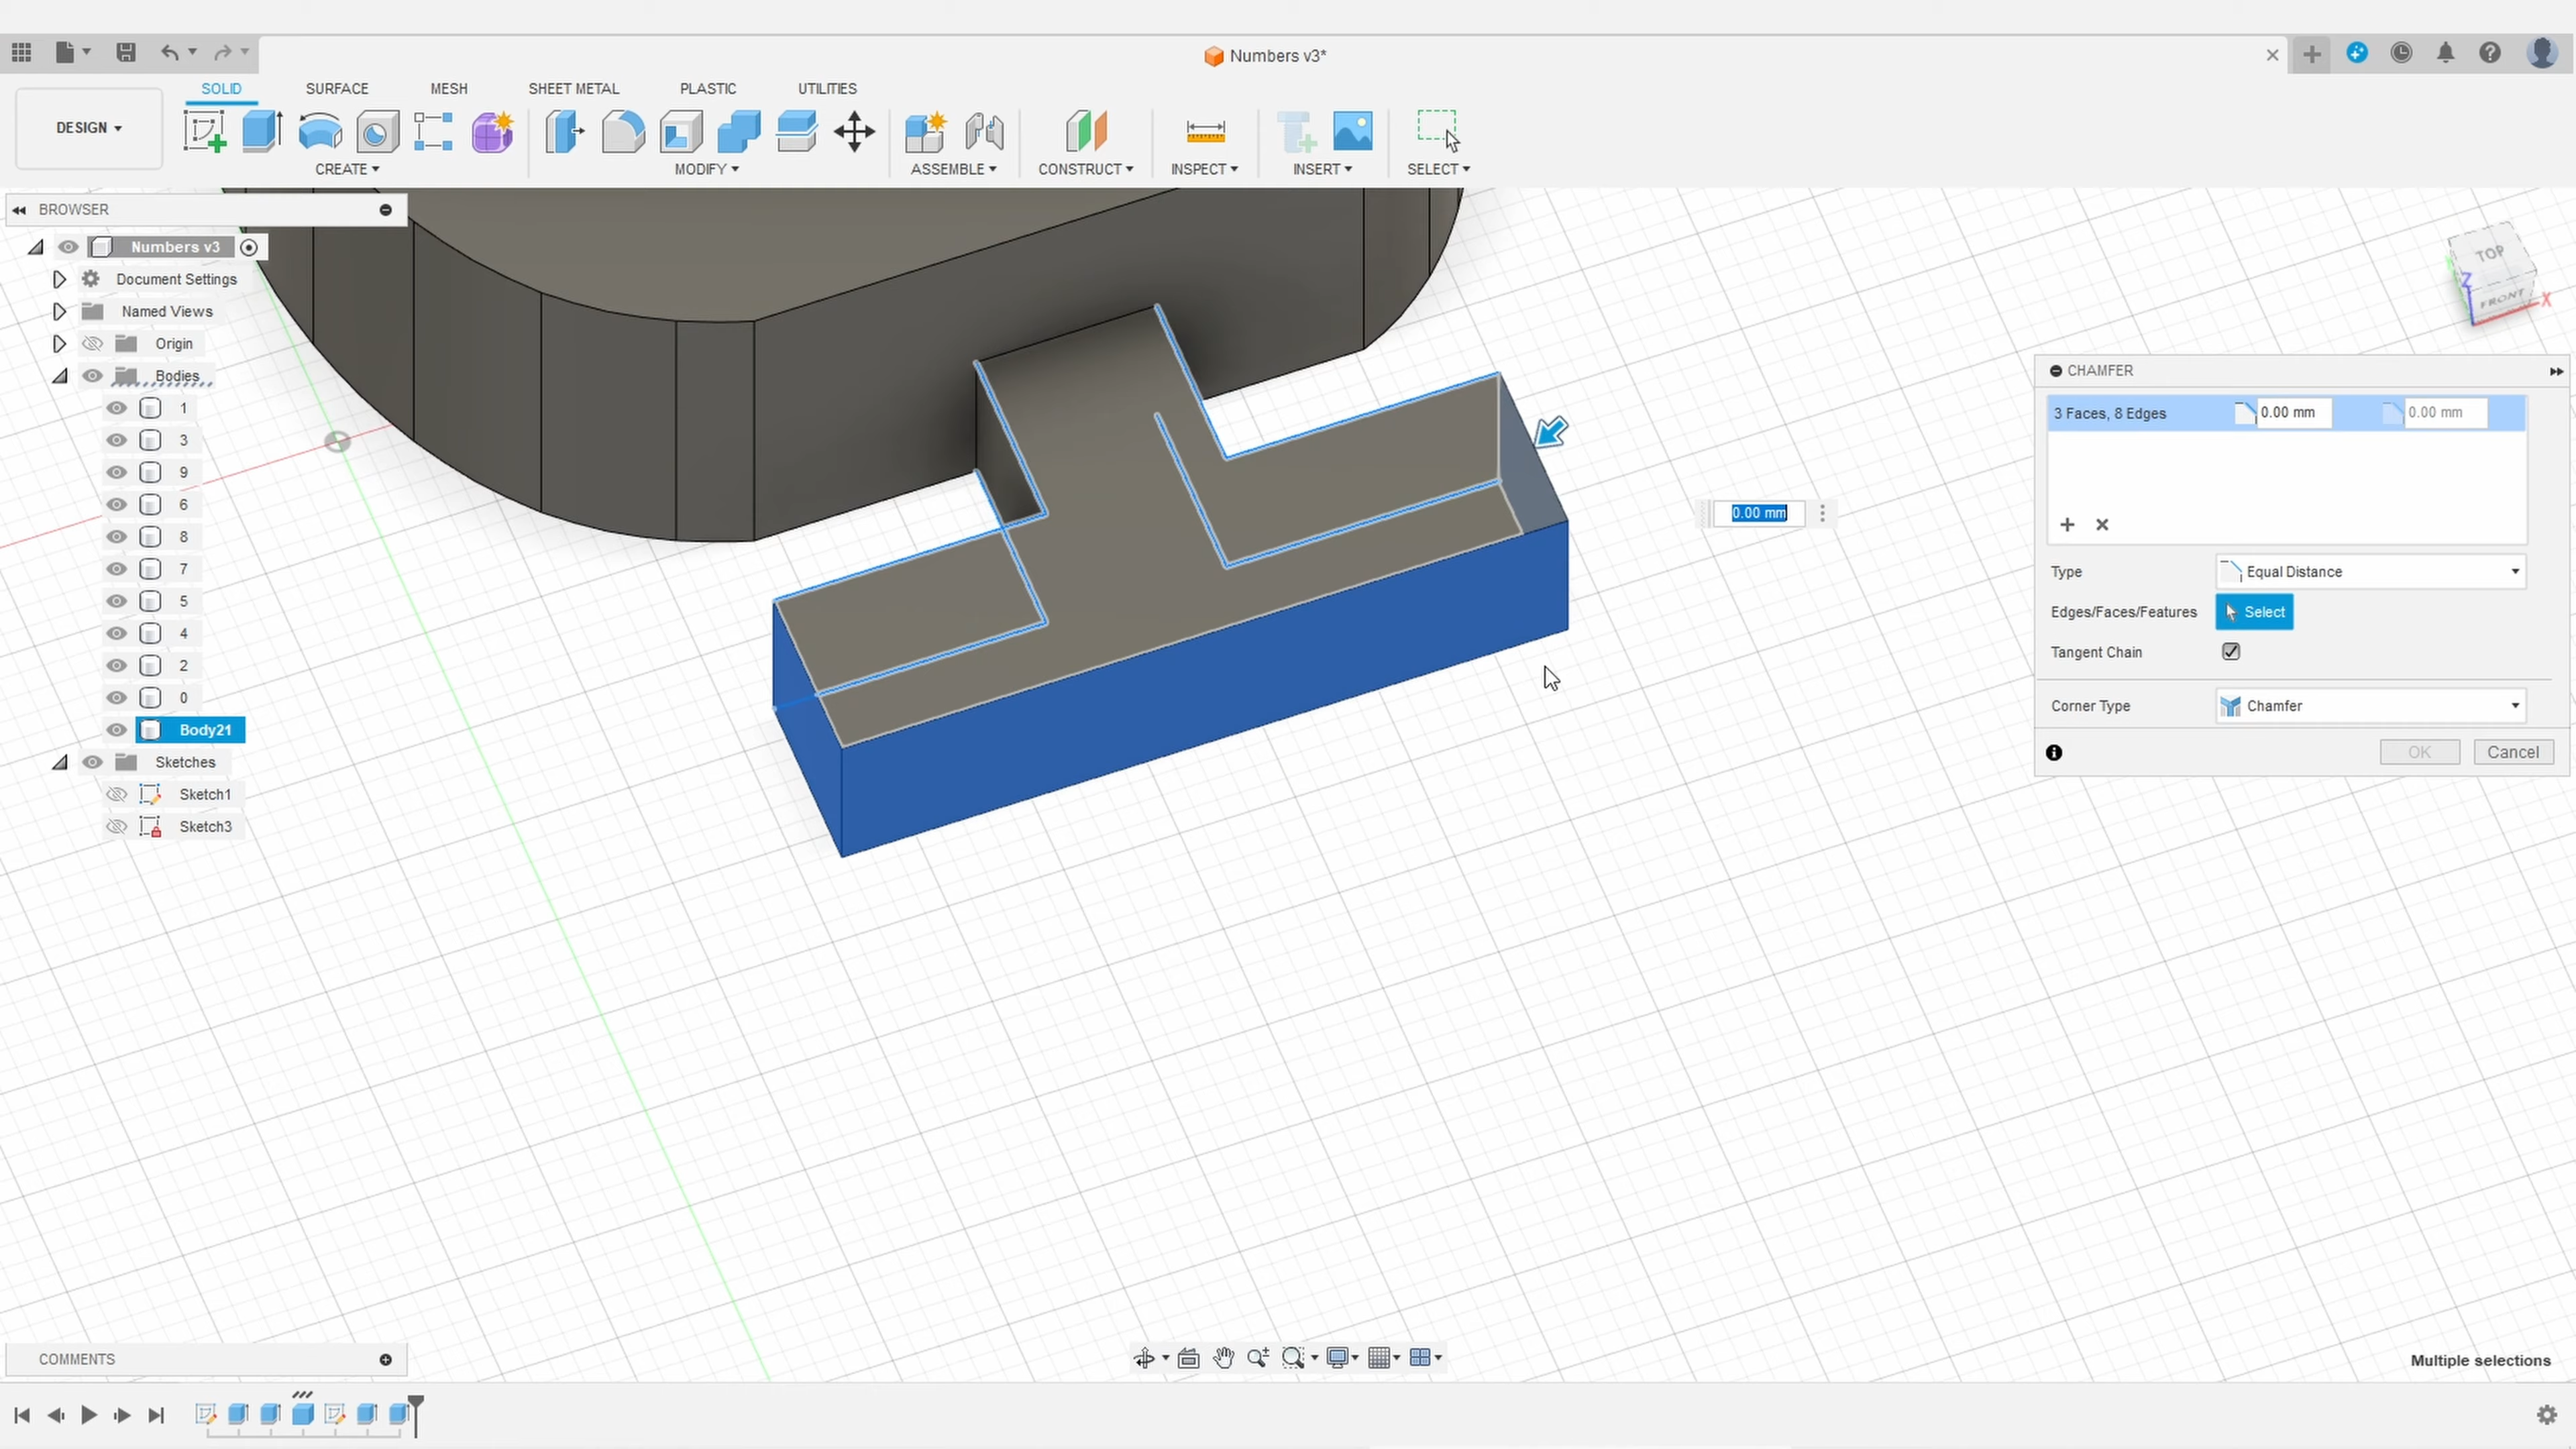 Numbers v3*
SOLID
SURFACE
MESH
SHEET METAL
PLASTIC
UTILITIES
DESIGN
CREATE
MODIFY
ASSEMBLE
CONSTRUCT
INSPECT
INSERT
SELECT
BROWSER
Numbers v3
Document Settings
Named Views
Origin
Bodies
1
3
9
6
8
7
5
4
2
0
Body21
Sketches
Sketch1
Sketch3
TOP
FRONT
Z
X
CHAMFER
3 Faces, 8 Edges
0.00 mm
0.00 mm
0.00 mm
Type
Equal Distance
Edges/Faces/Features
Select
Tangent Chain
Corner Type
Chamfer
OK
Cancel
COMMENTS
Multiple selections